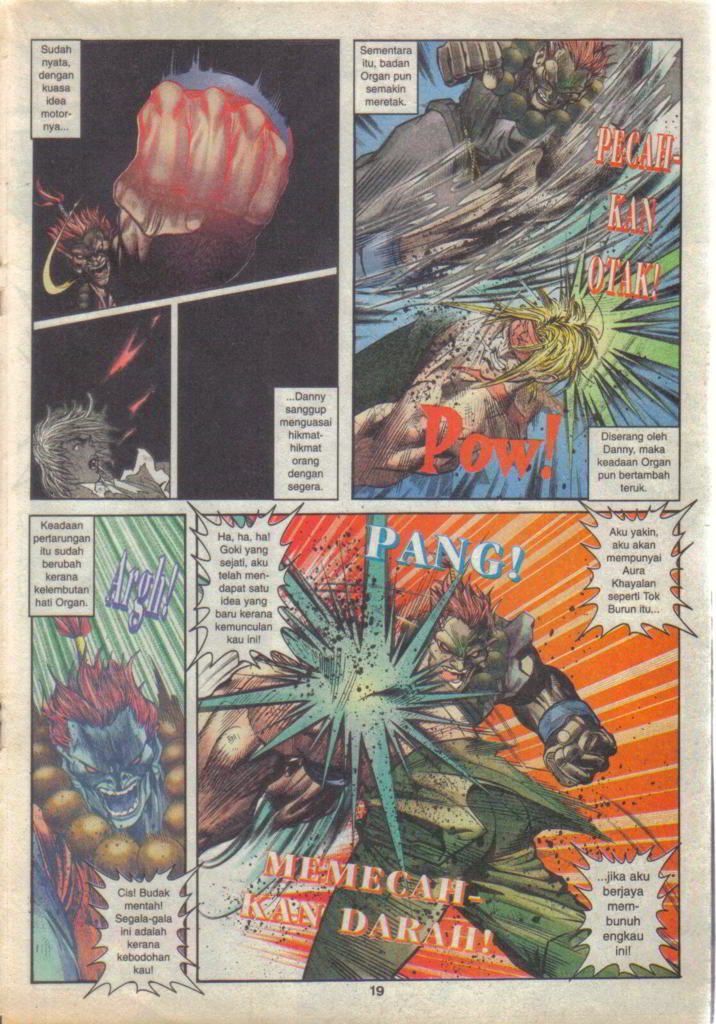 Sudah
nyata,
dengan
kuasa
idea
motor-
nya...
...Danny
sanggup
menguasai
hikmat-
hikmat
orang
dengan
segera.
Sementara
itu, badan
Organ pun
semakin
meretak.
PECAH-
KAN
OTAK!
POW!
Diserang oleh
Danny, maka
keadaan Organ
pun bertambah
teruk.
Keadaan
pertarungan
itu sudah
berubah
kerana
kelembutan
hati Organ.
Argh!
Cis! Budak
mentah!
Segala-gala
ini adalah
kerana
kebodohan
kau!
Ha, ha, ha!
Goki yang
sejati, aku
telah men-
dapat satu
idea yang
baru kerana
kemunculan
kau ini!
PANG!
Aku yakin,
aku akan
mempunyai
Aura
Khayalan
seperti Tok
Burun itu...
MEMECAH-
KAN DARAH!
...jika aku
berjaya
mem-
bunuh
engkau
ini!
19